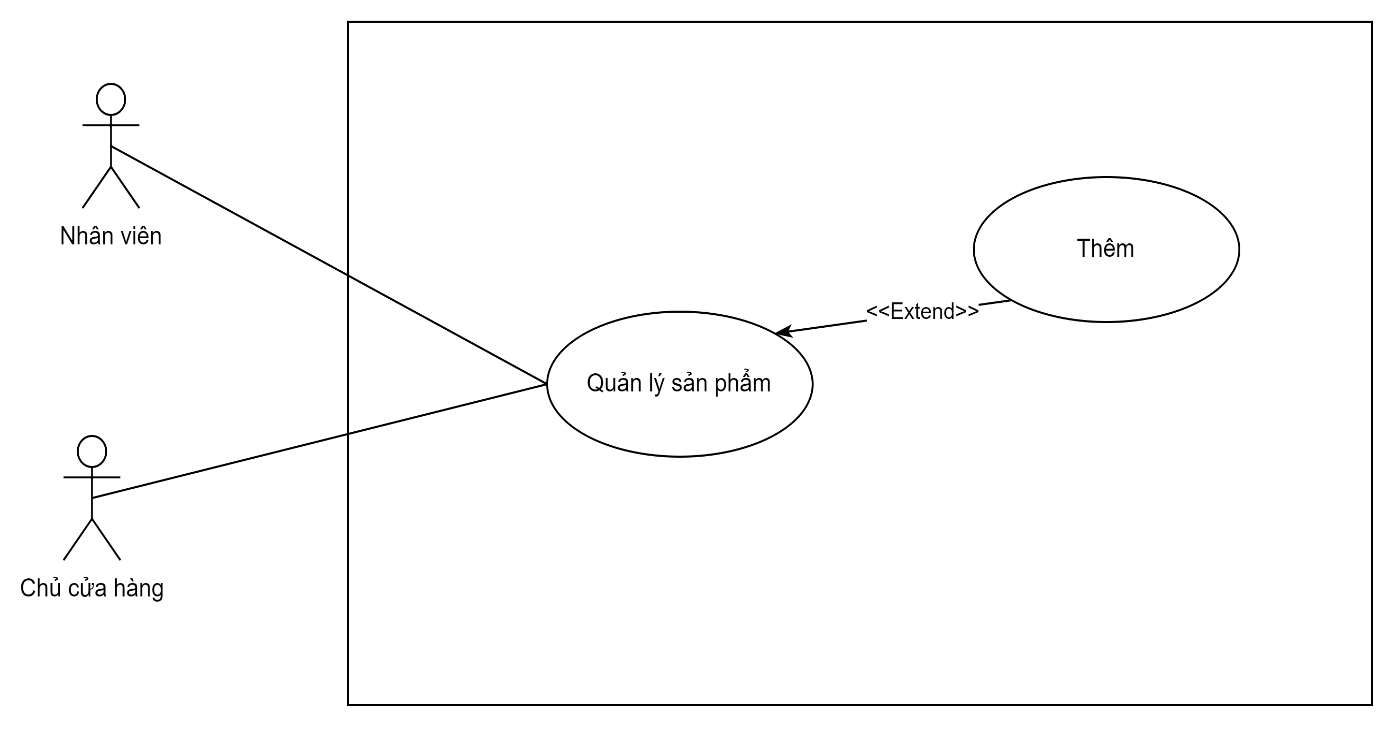 Nhân viên
Thêm
<<Extend>>
Quản lý sản phẩm
Chủ cửa hàng